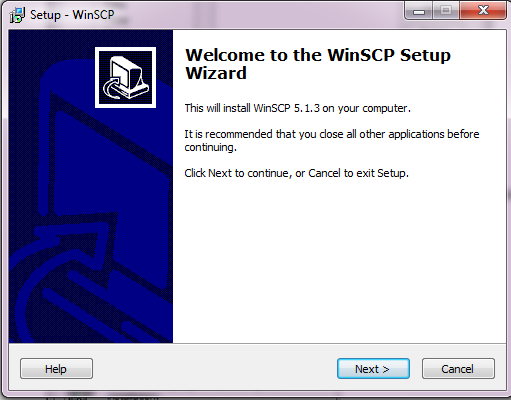 Setup - WinSCP
Welcome to the WinSCP Setup
Wizard
This will install WinSCP 5.1.3 on your computer.
It is recommended that you close all other applications before
continuing.
Click Next to continue, or Cancel to exit Setup.
Help
Next >
Cancel